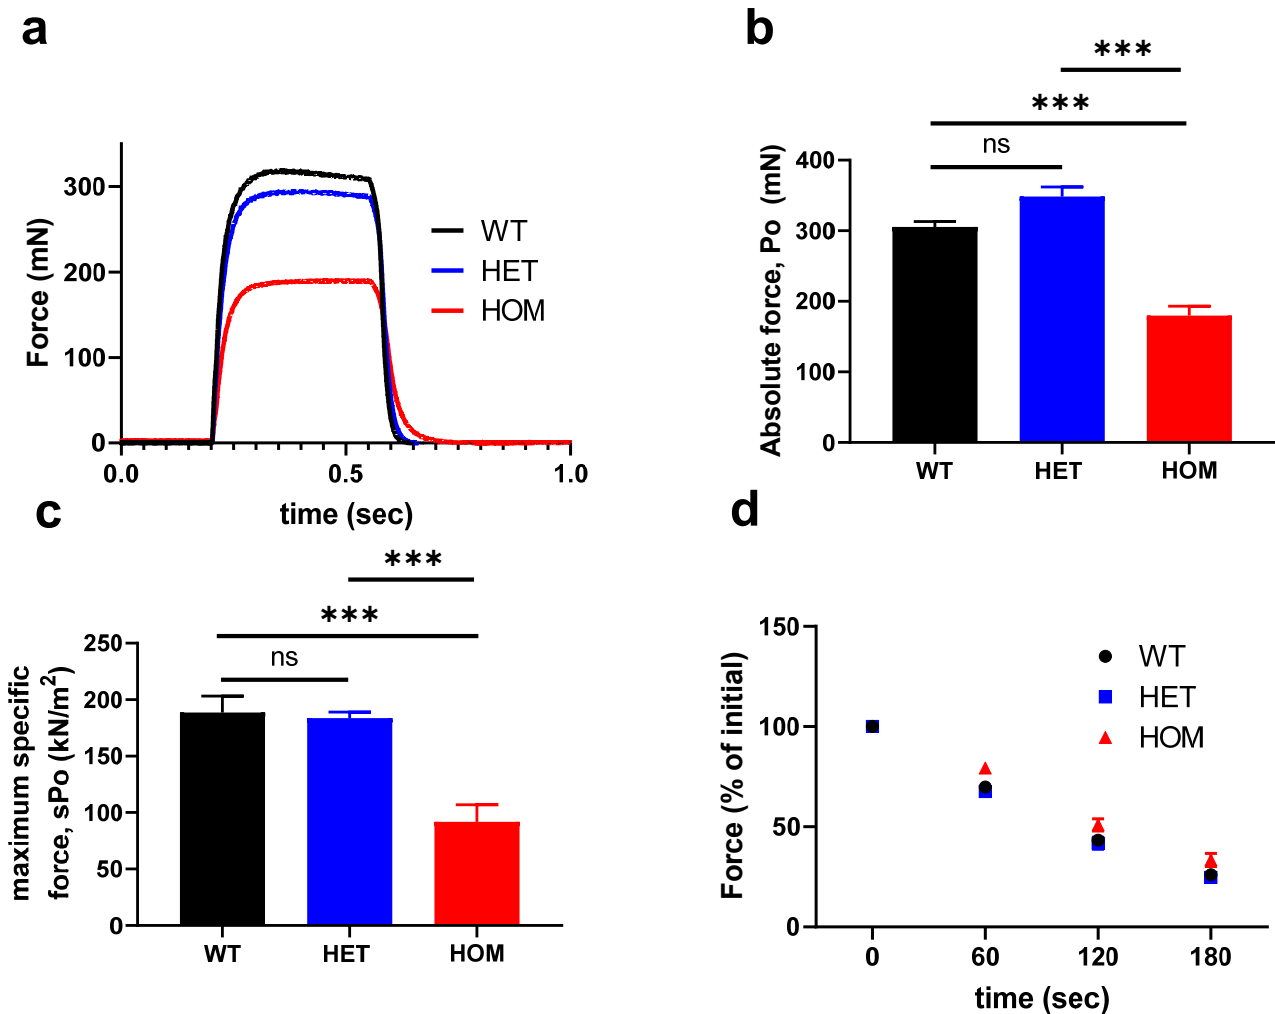 a
Force (mN)
300
200
100
0
0.0
0.5
1.0
time (sec)
WT
HET
HOM
b
***
***
ns
Absolute force, Po (mN)
400
300
200
100
0
WT
HET
HOM
c
***
***
ns
maximum specific
force, sPo (kN/m²)
250
200
150
100
50
0
WT
HET
HOM
d
Force (% of initial)
150
100
50
0
0
60
120
180
time (sec)
WT
HET
HOM